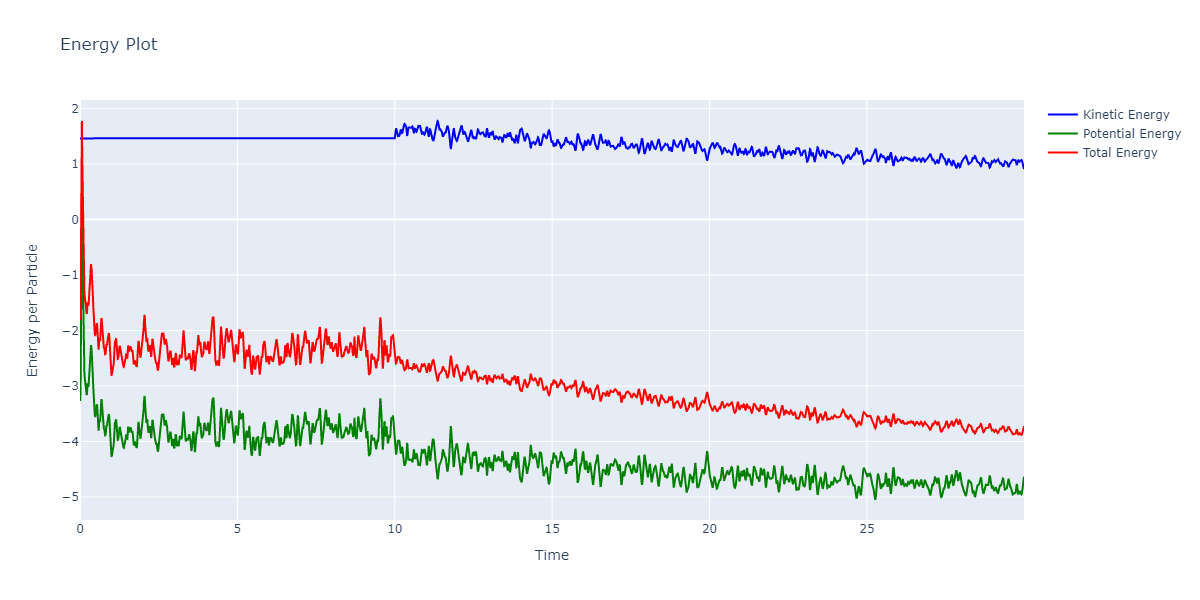 Energy Plot
2
1
0
−1
−2
−3
−4
−5
Energy per Particle
0
5
10
15
20
25
Time
Kinetic Energy
Potential Energy
Total Energy